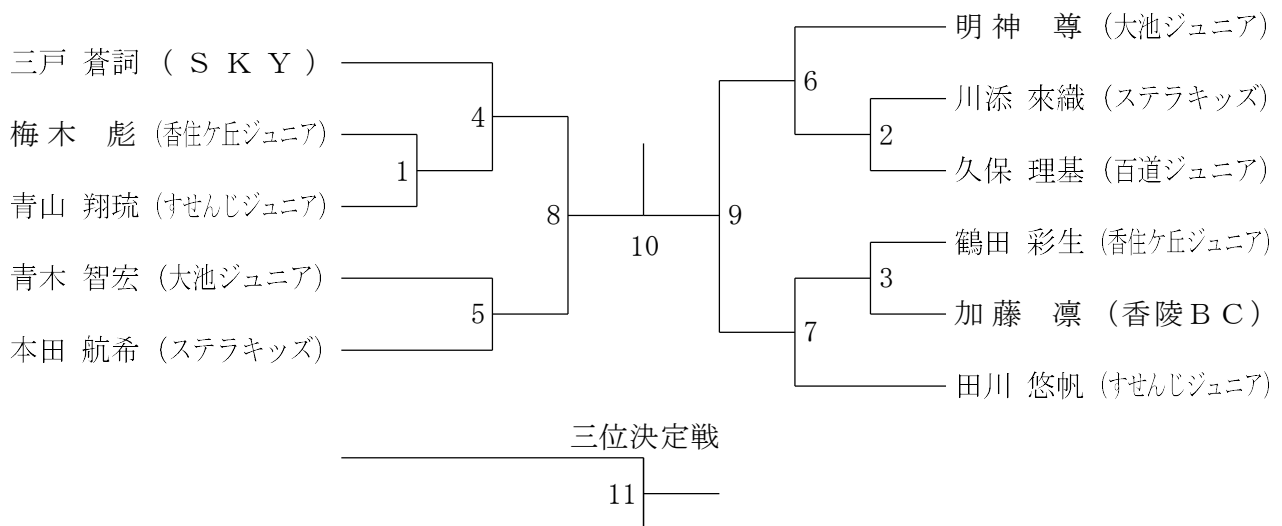 三戸 蒼詞 (ＳＫＹ)
4
梅木 彪 (香住ケ丘ジュニア)
1
青山 翔琉 (すせんじジュニア)
8
青木 智宏 (大池ジュニア)
5
本田 航希 (ステラキッズ)
10
明神 尊 (大池ジュニア)
6
川添 來織 (ステラキッズ)
2
久保 理基 (百道ジュニア)
9
鶴田 彩生 (香住ケ丘ジュニア)
3
加藤 凛 (香陵ＢＣ)
7
田川 悠帆 (すせんじジュニア)
三位決定戦
11